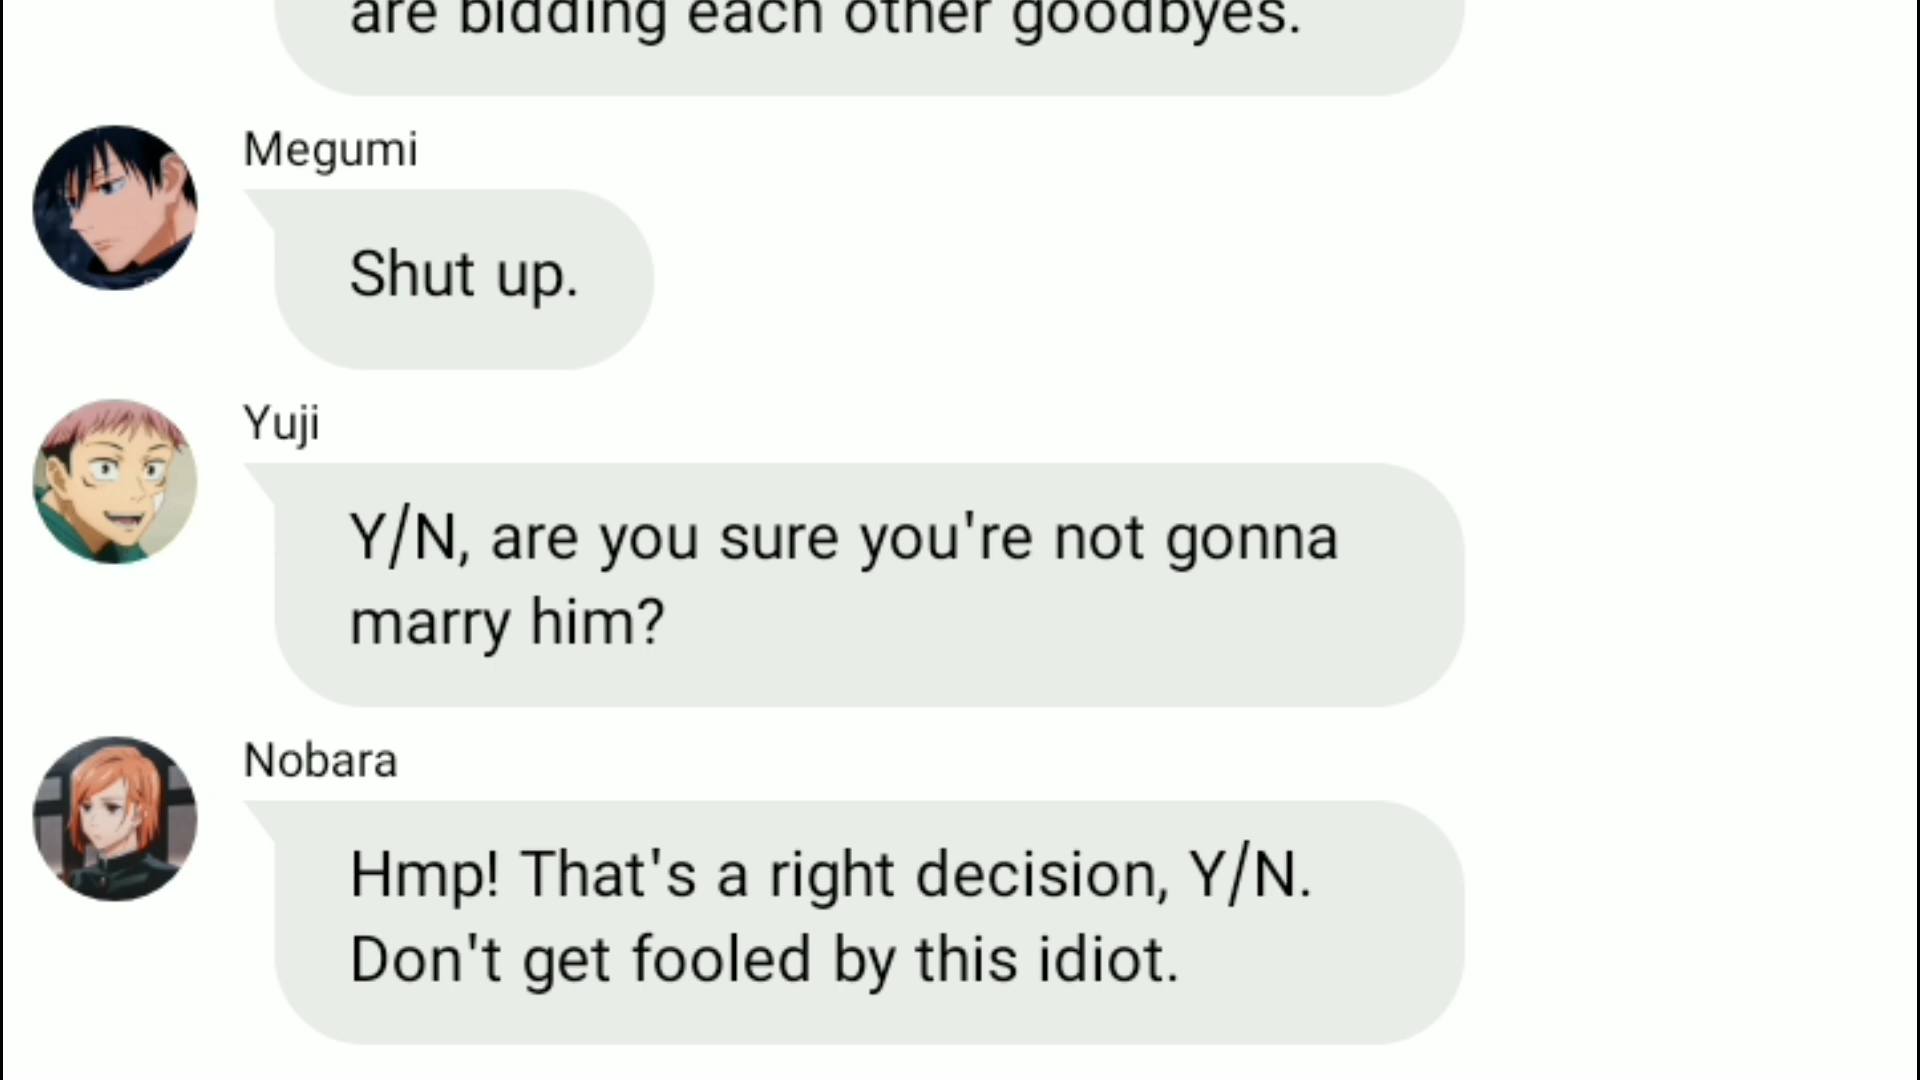 are bidding each other goodbyes.
Megumi
Shut up.
Yuji
Y/N, are you sure you're not gonna
marry him?
Nobara
Hmp! That's a right decision, Y/N.
Don't get fooled by this idiot.